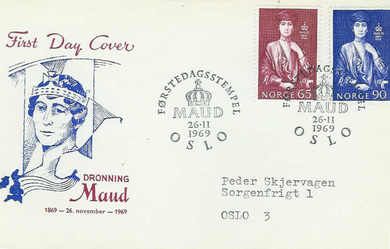 First Day Cover
DRONNING
Maud
1869 – 26. november – 1969
FØRSTEDAGSSTEMPEL
MAUD
26-11
1969
OSLO
NORGE 65
NORGE 90
FØRSTEDAGSSTEMPEL
MAUD
26-11
1969
OSLO
Peder Skjervagen
Sorgenfrigt 1
OSLO 3